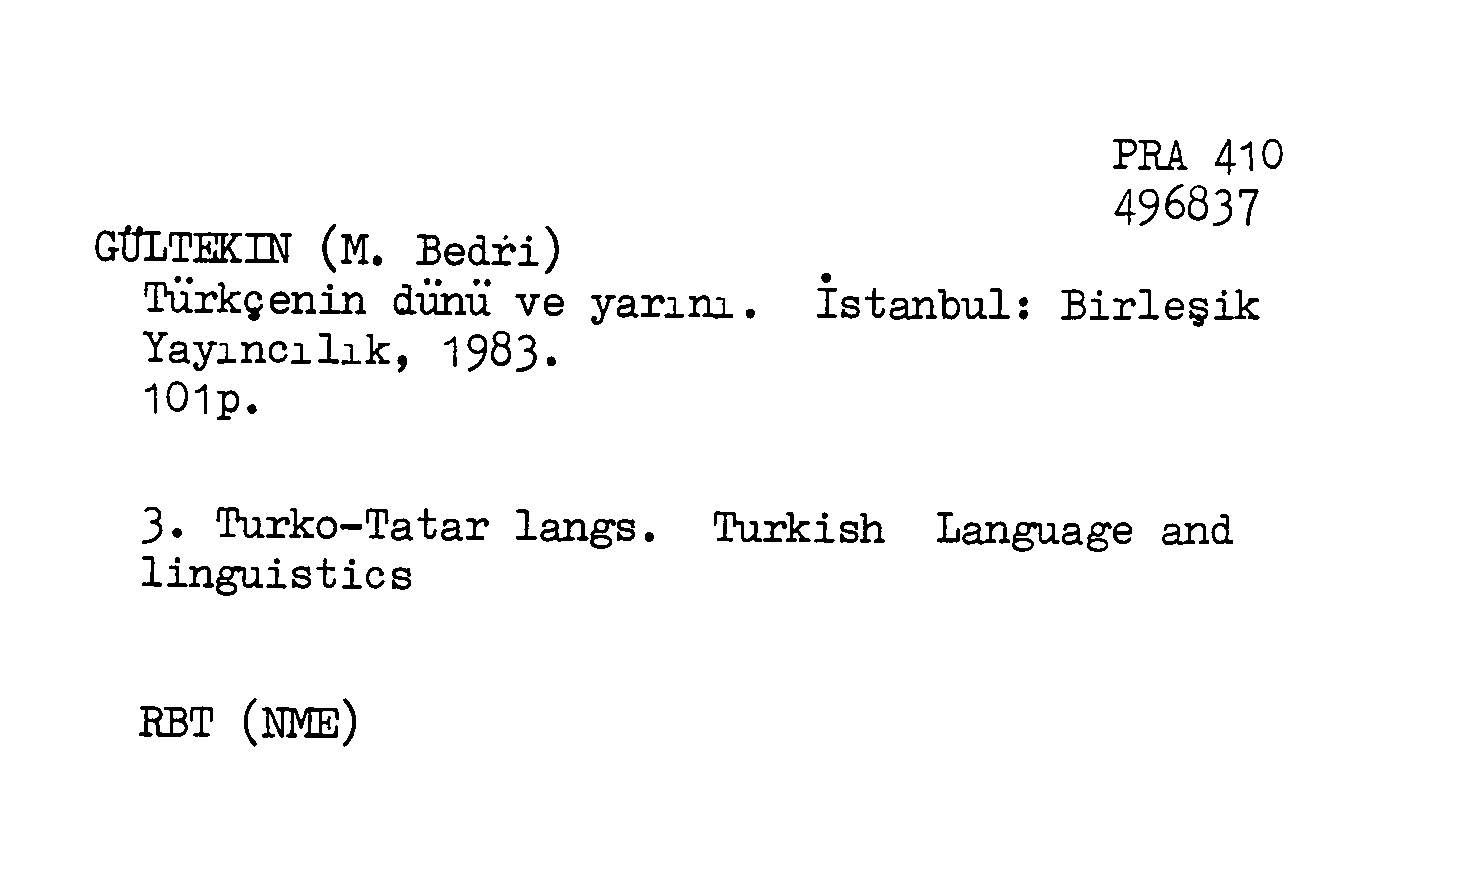 PRA 410
496837
GÜLTEKIN (M. Bedri)
Türkçenin dünü ve yarını. İstanbul: Birleşik
Yayıncılık, 1983.
101p.
3. Turko-Tatar langs. Turkish Language and
linguistics
RBT (NME)